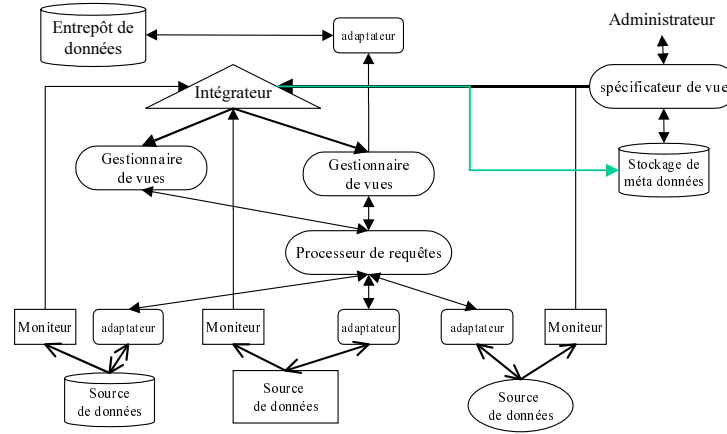 Entrepôt de
données
adaptateur
Administrateur
Intégrateur
spécificateur de vue
Gestionnaire
de vues
Gestionnaire
de vues
Stockage de
méta données
Processeur de requêtes
Moniteur
adaptateur
Moniteur
adaptateur
adaptateur
Moniteur
Source
de données
Source
de données
Source
de données